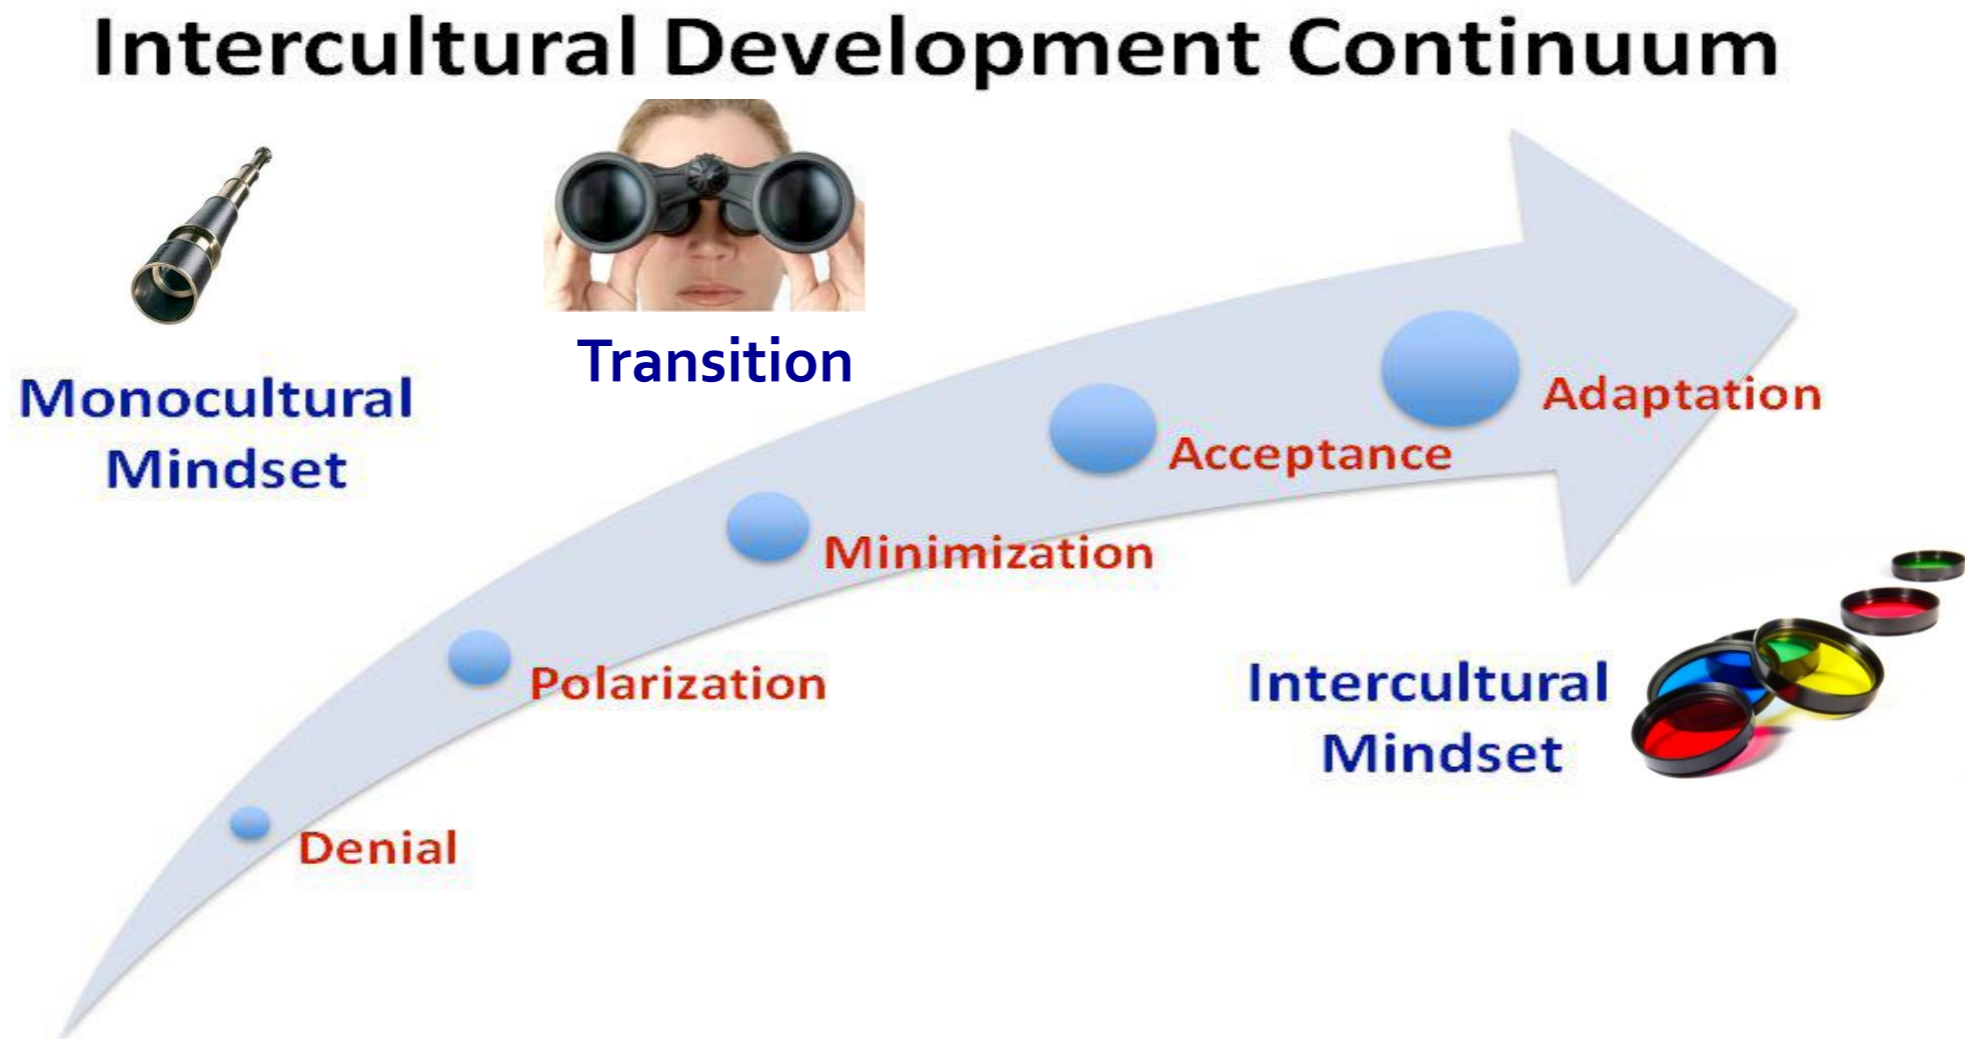 Intercultural Development Continuum
Monocultural
Mindset
Transition
Denial
Polarization
Minimization
Acceptance
Adaptation
Intercultural
Mindset